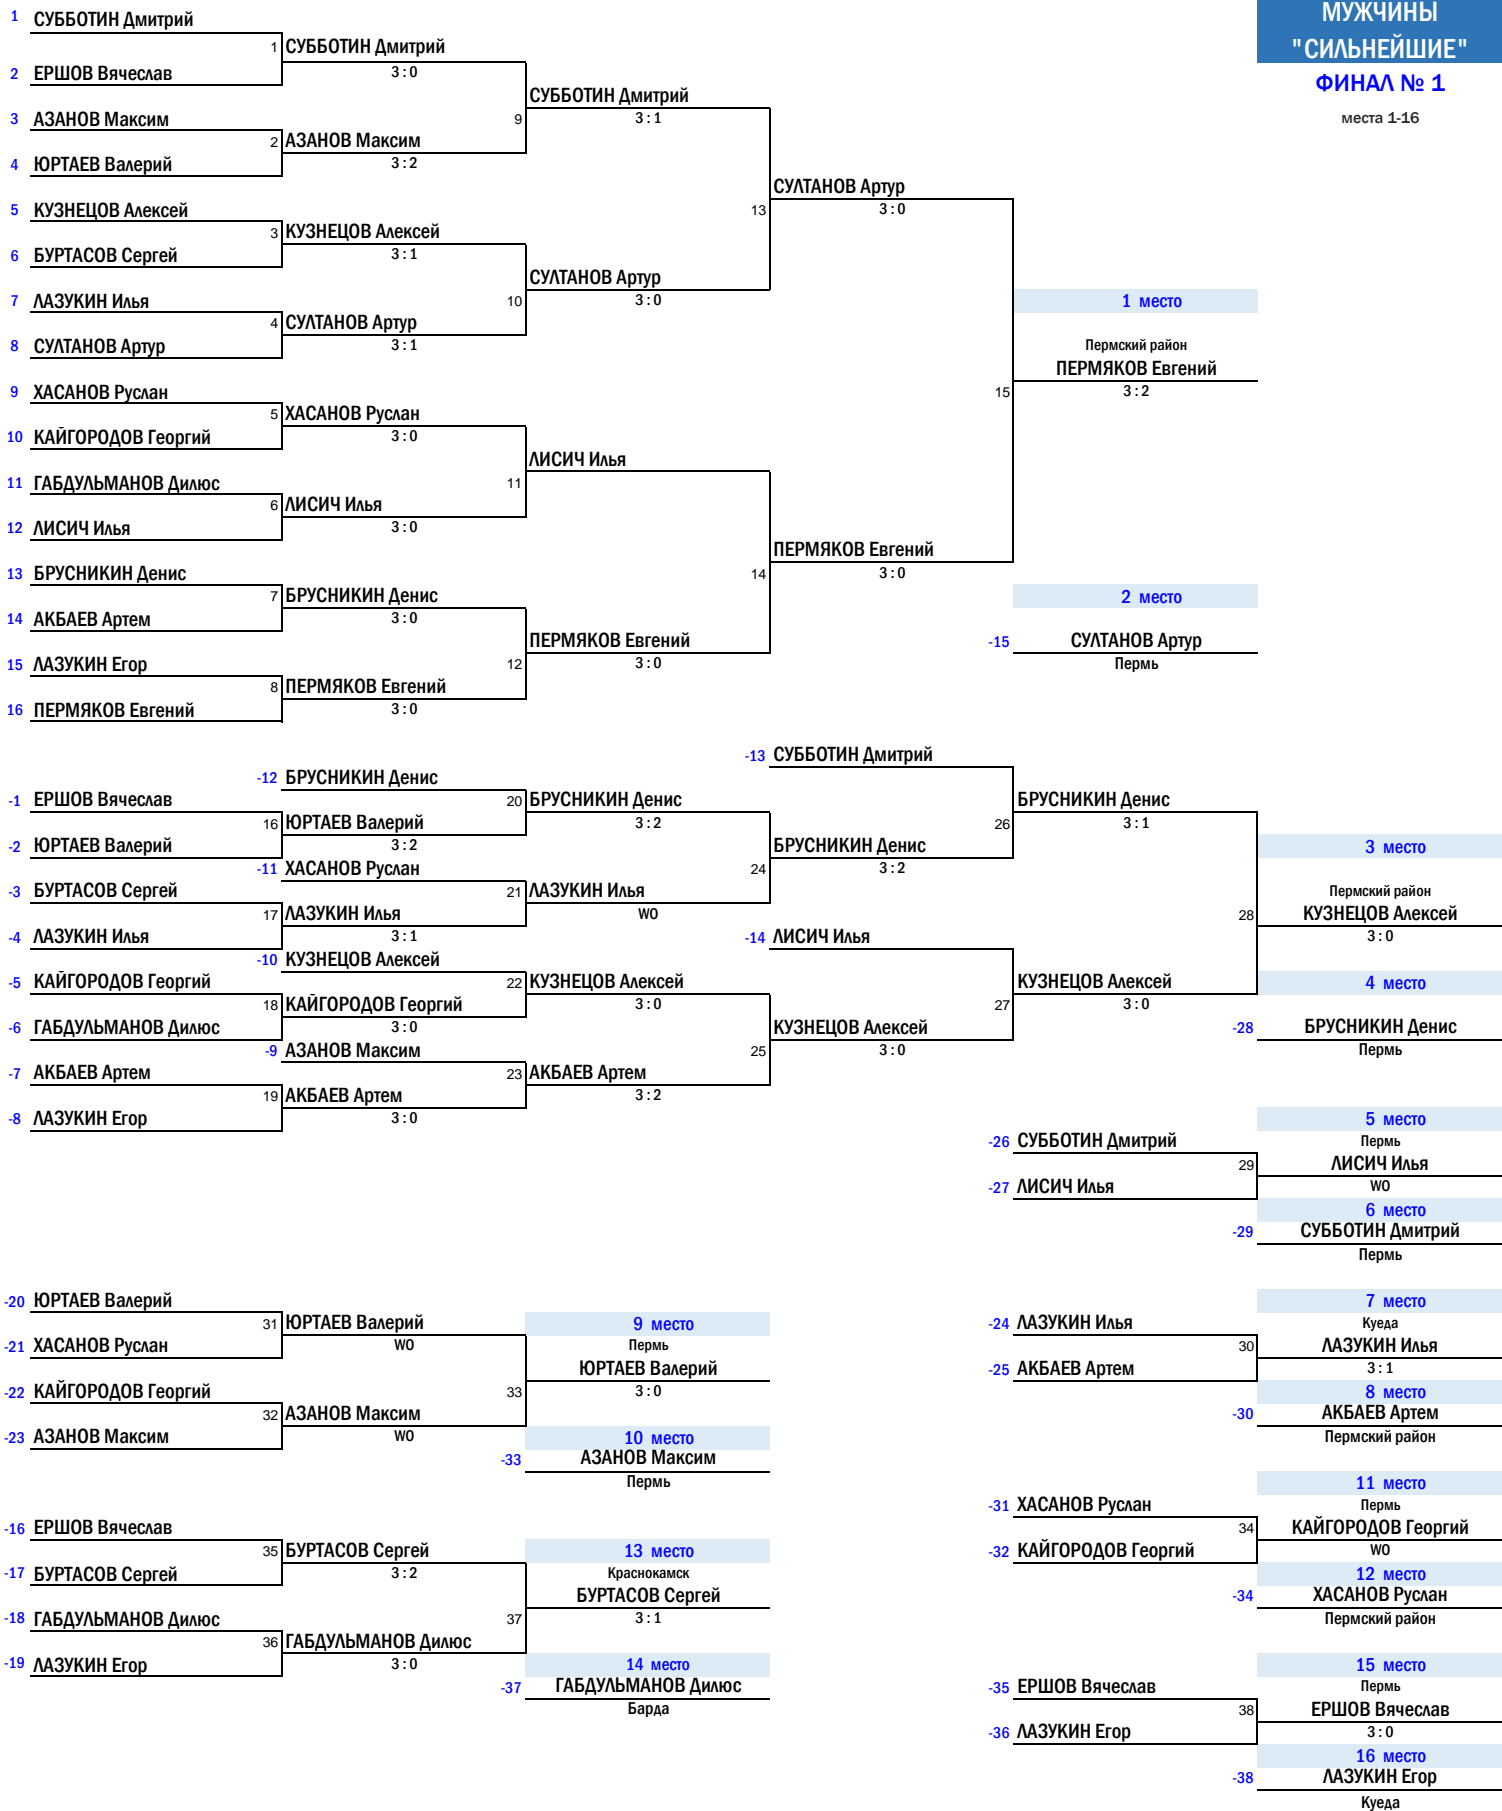 МУЖЧИНЫ
"СИЛЬНЕЙШИЕ"
ФИНАЛ № 1
места 1-16
1 СУББОТИН Дмитрий
1 СУББОТИН Дмитрий
3 : 0
2 ЕРШОВ Вячеслав
СУББОТИН Дмитрий
9 3 : 1
3 АЗАНОВ Максим
2 АЗАНОВ Максим
3 : 2
4 ЮРТАЕВ Валерий
СУЛТАНОВ Артур
13 3 : 0
5 КУЗНЕЦОВ Алексей
3 КУЗНЕЦОВ Алексей
3 : 1
6 БУРТАСОВ Сергей
СУЛТАНОВ Артур
10 3 : 0
7 ЛАЗУКИН Илья
1 место
4 СУЛТАНОВ Артур
3 : 1
8 СУЛТАНОВ Артур
Пермский район
ПЕРМЯКОВ Евгений
15 3 : 2
9 ХАСАНОВ Руслан
5 ХАСАНОВ Руслан
3 : 0
10 КАЙГОРОДОВ Георгий
ЛИСИЧ Илья
11
11 ГАБДУЛЬМАНОВ Дилюс
6 ЛИСИЧ Илья
3 : 0
12 ЛИСИЧ Илья
ПЕРМЯКОВ Евгений
14 3 : 0
13 БРУСНИКИН Денис
7 БРУСНИКИН Денис
3 : 0
2 место
14 АКБАЕВ Артем
ПЕРМЯКОВ Евгений
12 3 : 0
-15 СУЛТАНОВ Артур
Пермь
15 ЛАЗУКИН Егор
8 ПЕРМЯКОВ Евгений
3 : 0
16 ПЕРМЯКОВ Евгений
-13 СУББОТИН Дмитрий
-12 БРУСНИКИН Денис
-1 ЕРШОВ Вячеслав
20 БРУСНИКИН Денис
3 : 2
БРУСНИКИН Денис
26 3 : 1
16 ЮРТАЕВ Валерий
3 : 2
-2 ЮРТАЕВ Валерий
БРУСНИКИН Денис
24 3 : 2
3 место
-11 ХАСАНОВ Руслан
-3 БУРТАСОВ Сергей
21 ЛАЗУКИН Илья
WO
Пермский район
28 КУЗНЕЦОВ Алексей
3 : 0
17 ЛАЗУКИН Илья
3 : 1
-4 ЛАЗУКИН Илья
-14 ЛИСИЧ Илья
-10 КУЗНЕЦОВ Алексей
-5 КАЙГОРОДОВ Георгий
22 КУЗНЕЦОВ Алексей
3 : 0
КУЗНЕЦОВ Алексей
27 3 : 0
4 место
18 КАЙГОРОДОВ Георгий
3 : 0
-6 ГАБДУЛЬМАНОВ Дилюс
КУЗНЕЦОВ Алексей
25 3 : 0
-28 БРУСНИКИН Денис
Пермь
-9 АЗАНОВ Максим
-7 АКБАЕВ Артем
23 АКБАЕВ Артем
3 : 2
19 АКБАЕВ Артем
3 : 0
-8 ЛАЗУКИН Егор
5 место
-26 СУББОТИН Дмитрий
Пермь
29 ЛИСИЧ Илья
WO
-27 ЛИСИЧ Илья
6 место
-29 СУББОТИН Дмитрий
Пермь
-20 ЮРТАЕВ Валерий
31 ЮРТАЕВ Валерий
WO
-21 ХАСАНОВ Руслан
9 место
Пермь
ЮРТАЕВ Валерий
33 3 : 0
-22 КАЙГОРОДОВ Георгий
32 АЗАНОВ Максим
WO
-23 АЗАНОВ Максим
10 место
-33 АЗАНОВ Максим
Пермь
7 место
-24 ЛАЗУКИН Илья
Куеда
30 ЛАЗУКИН Илья
3 : 1
-25 АКБАЕВ Артем
8 место
-30 АКБАЕВ Артем
Пермский район
11 место
-31 ХАСАНОВ Руслан
Пермь
34 КАЙГОРОДОВ Георгий
WO
-32 КАЙГОРОДОВ Георгий
12 место
-34 ХАСАНОВ Руслан
Пермский район
-16 ЕРШОВ Вячеслав
35 БУРТАСОВ Сергей
3 : 2
-17 БУРТАСОВ Сергей
13 место
Краснокамск
БУРТАСОВ Сергей
37 3 : 1
-18 ГАБДУЛЬМАНОВ Дилюс
36 ГАБДУЛЬМАНОВ Дилюс
3 : 0
-19 ЛАЗУКИН Егор
14 место
-37 ГАБДУЛЬМАНОВ Дилюс
Барда
15 место
-35 ЕРШОВ Вячеслав
Пермь
38 ЕРШОВ Вячеслав
3 : 0
-36 ЛАЗУКИН Егор
16 место
-38 ЛАЗУКИН Егор
Куеда